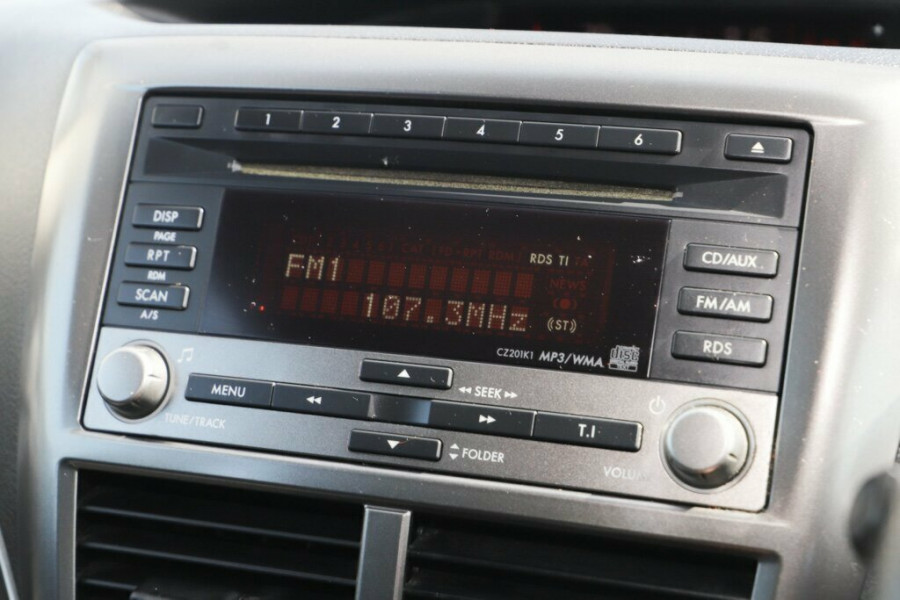 1 2 3 4 5 6
DISP
PAGE
RPT
RDM
SCAN
A/S
RDS TI
NEWS
FM1
107.3MHz
(ST)
CZ201K1 MP3/WMA
CD/AUX
FM/AM
RDS
MENU
SEEK
T.I
FOLDER
TUNE/TRACK
VOLUME